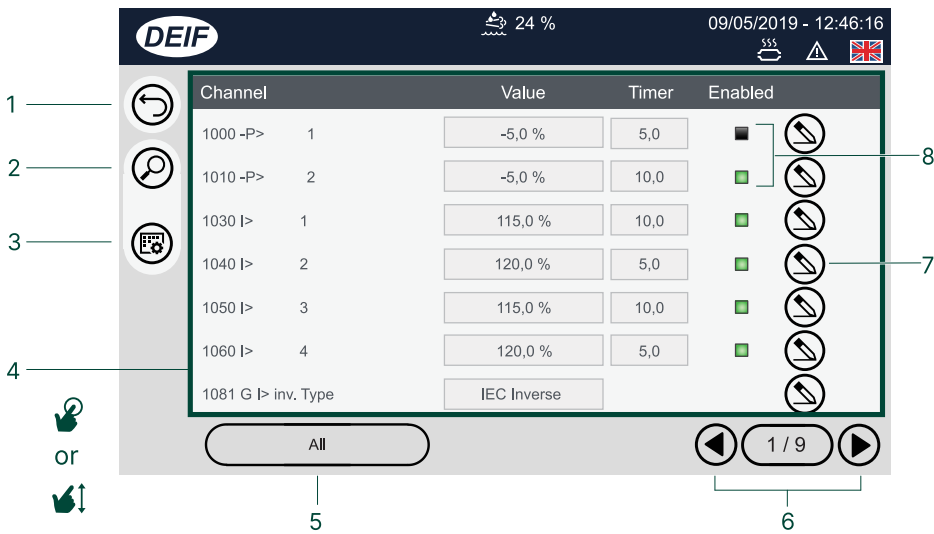 DEIF
24 %
09/05/2019 - 12:46:16
Channel Value Timer Enabled
1000 -P> 1 -5,0 % 5,0
1010 -P> 2 -5,0 % 10,0
1030 I> 1 115,0 % 10,0
1040 I> 2 120,0 % 5,0
1050 I> 3 115,0 % 10,0
1060 I> 4 120,0 % 5,0
1081 G I> inv. Type IEC Inverse
All
1 / 9
1
2
3
4
or
5
6
7
8